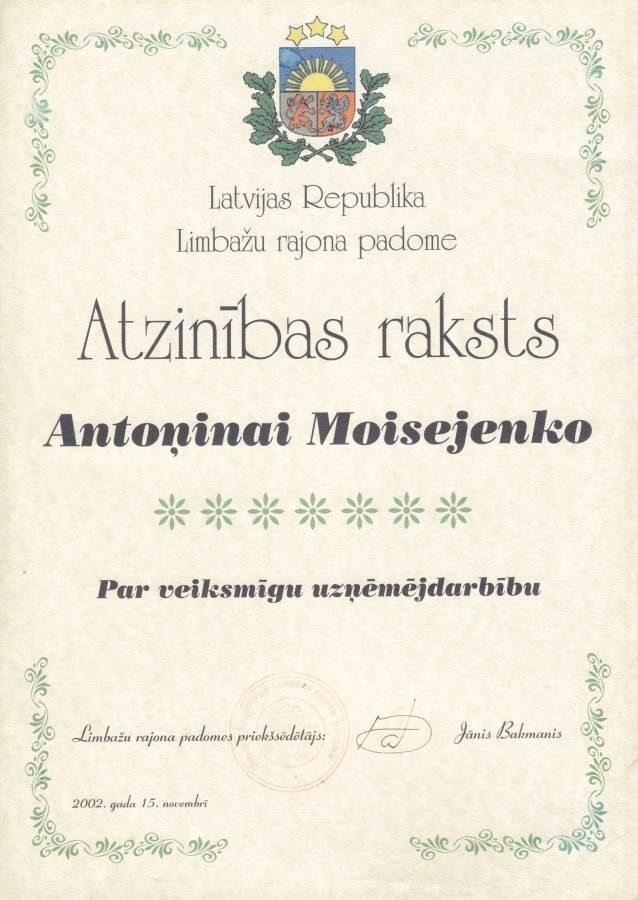 Latvijas Republika
Limbažu rajona padome
Atzinības raksts
Antoņinai Moisejenko
Par veiksmīgu uzņēmējdarbību
Limbažu rajona padomes priekšsēdētājs: Jānis Bakmanis
2002. gada 15. novembrī